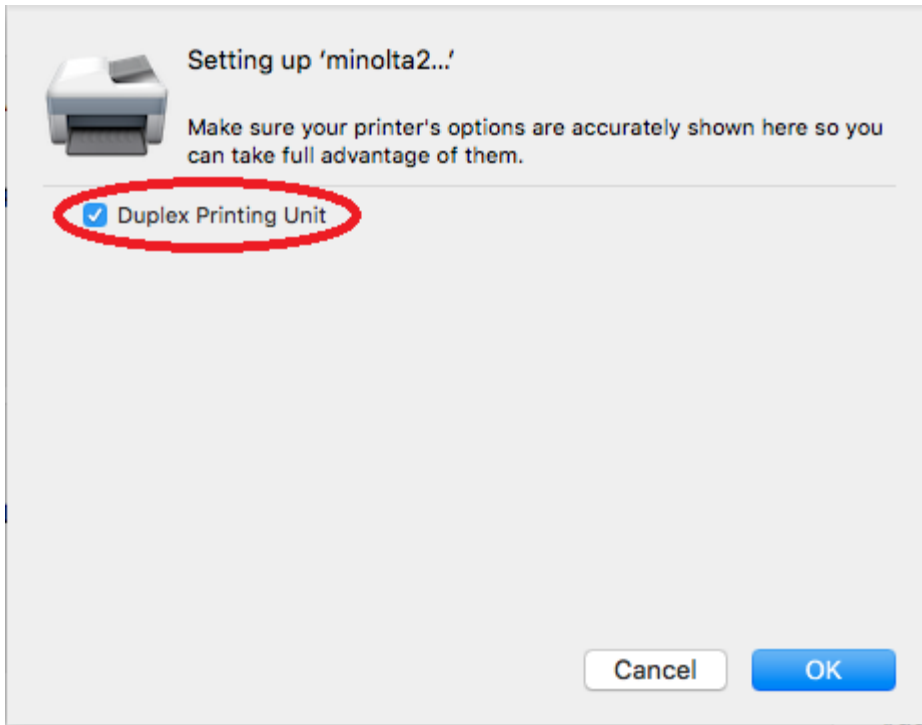 Setting up ‘minolta2...’
Make sure your printer's options are accurately shown here so you
can take full advantage of them.
Duplex Printing Unit
Cancel
OK